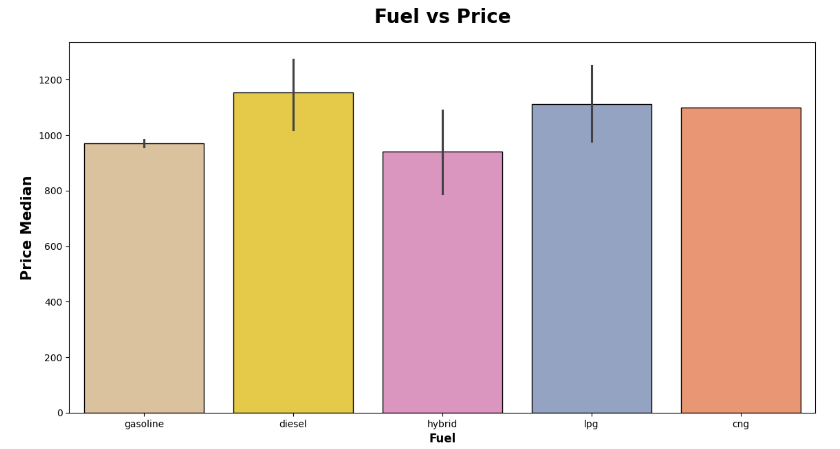 Fuel vs Price
Price Median
1200
1000
800
600
400
200
0
gasoline diesel hybrid lpg cng
Fuel